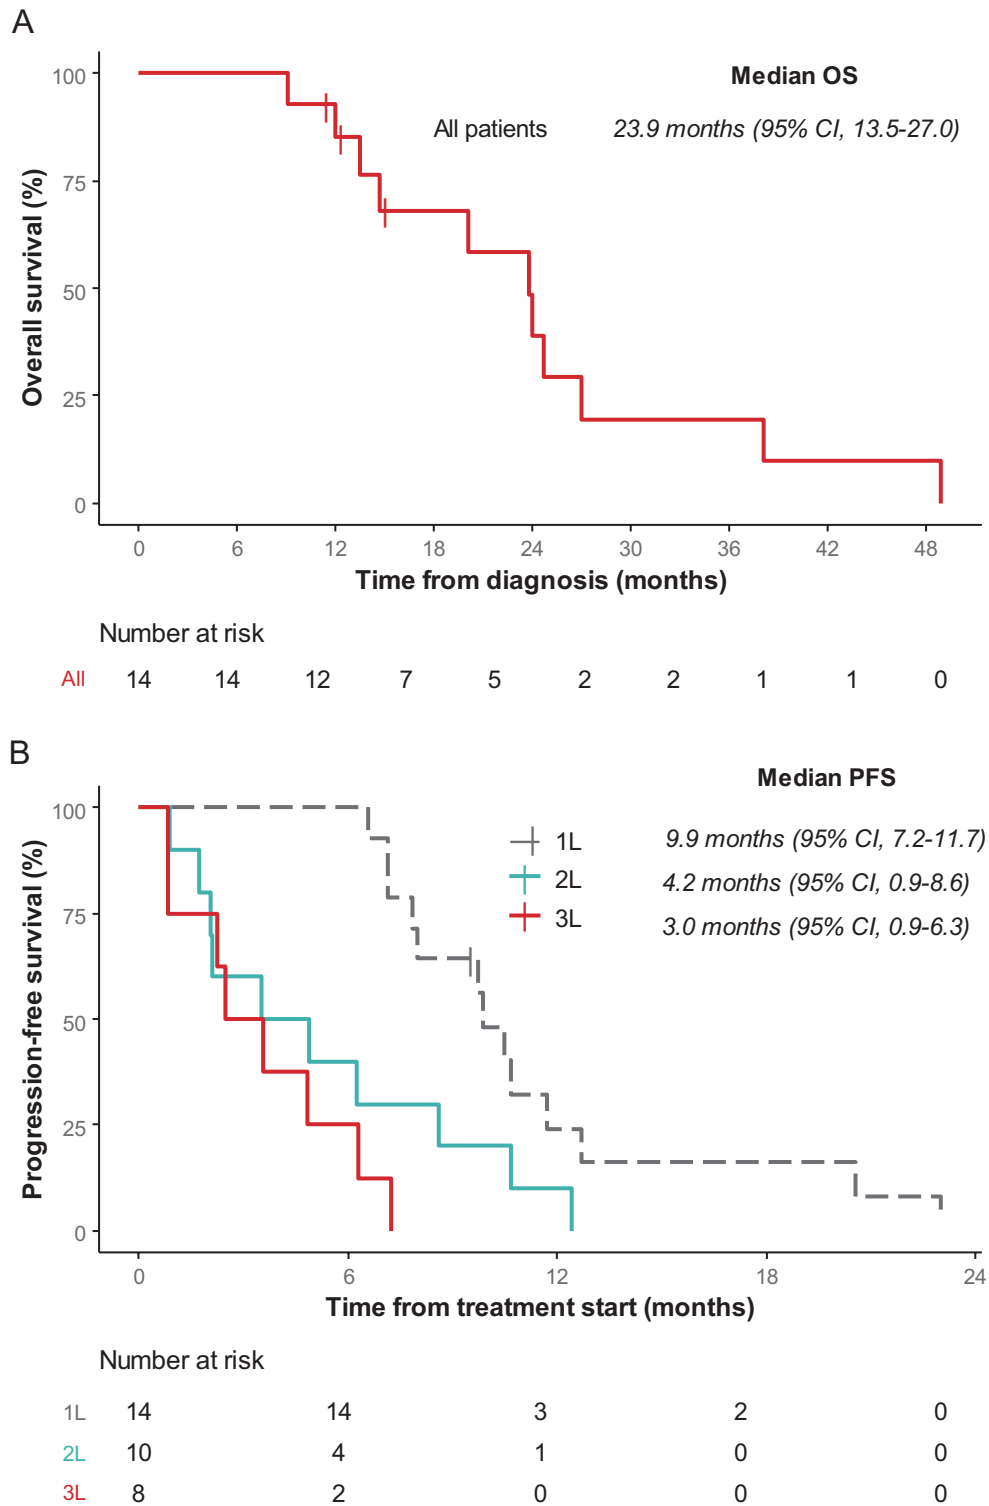 A
Median OS
All patients 23.9 months (95% CI, 13.5-27.0)
Overall survival (%)
100
75
50
25
0
0 6 12 18 24 30 36 42 48
Time from diagnosis (months)
Number at risk
All 14 14 12 7 5 2 2 1 1 0
B
Median PFS
1L 9.9 months (95% CI, 7.2-11.7)
2L 4.2 months (95% CI, 0.9-8.6)
3L 3.0 months (95% CI, 0.9-6.3)
Progression-free survival (%)
100
75
50
25
0
0 6 12 18 24
Time from treatment start (months)
Number at risk
1L 14 14 3 2 0
2L 10 4 1 0 0
3L 8 2 0 0 0